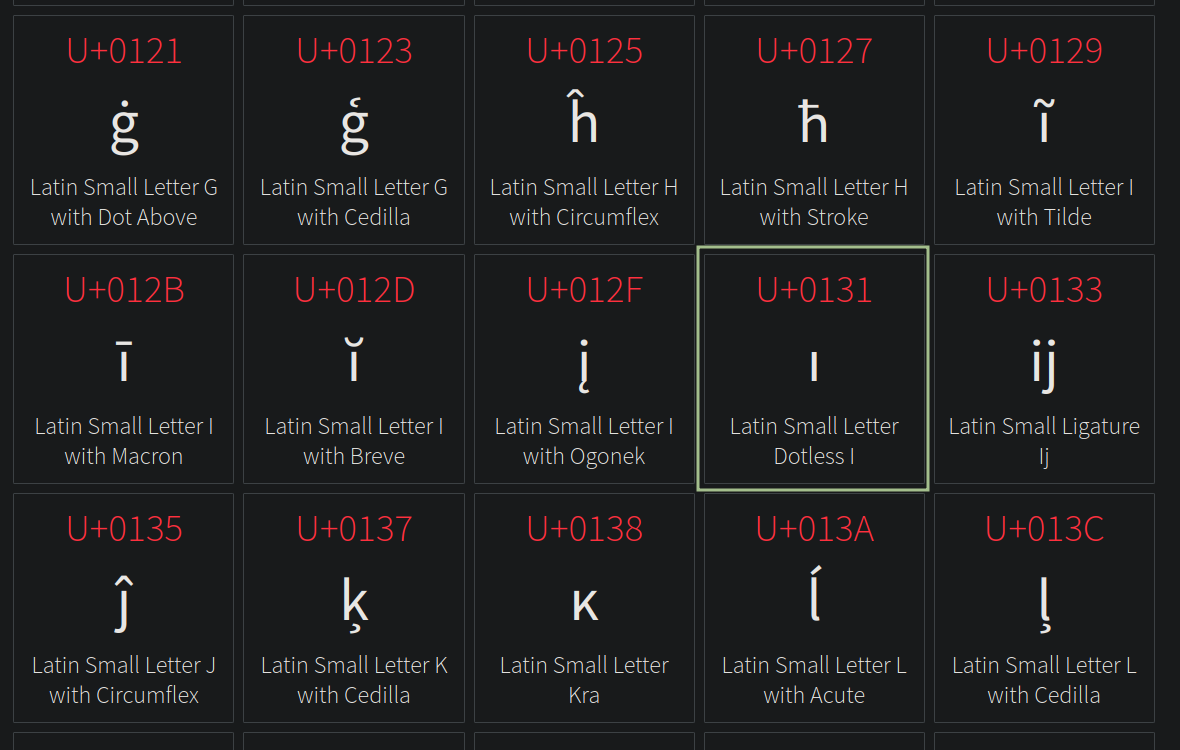 U+0121 U+0123 U+0125 U+0127 U+0129
ġ ģ ĥ ħ ĩ
Latin Small Letter G Latin Small Letter G Latin Small Letter H Latin Small Letter H Latin Small Letter I
with Dot Above with Cedilla with Circumflex with Stroke with Tilde
U+012B U+012D U+012F U+0131 U+0133
ī ĭ į ı ij
Latin Small Letter I Latin Small Letter I Latin Small Letter I Latin Small Letter Latin Small Ligature
with Macron with Breve with Ogonek Dotless I Ij
U+0135 U+0137 U+0138 U+013A U+013C
ĵ ķ ĸ ĺ ļ
Latin Small Letter J Latin Small Letter K Latin Small Letter Latin Small Letter L Latin Small Letter L
with Circumflex with Cedilla Kra with Acute with Cedilla